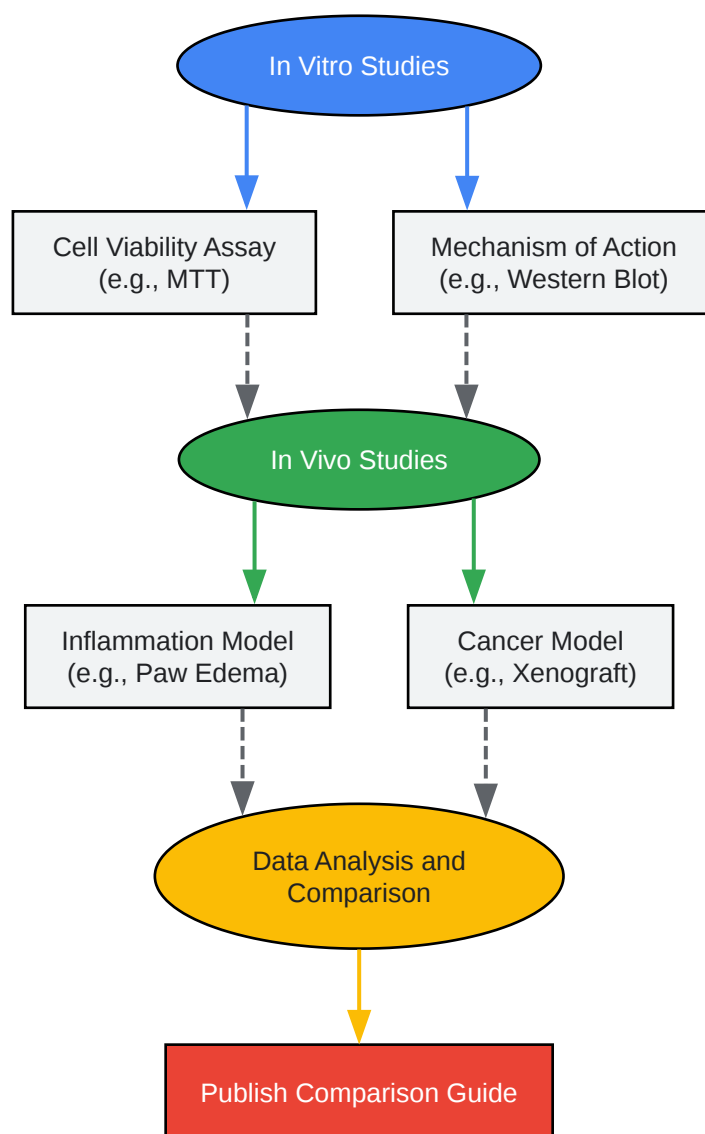 In Vitro Studies
Cell Viability Assay
(e.g., MTT)
Mechanism of Action
(e.g., Western Blot)
In Vivo Studies
Inflammation Model
(e.g., Paw Edema)
Cancer Model
(e.g., Xenograft)
Data Analysis and
Comparison
Publish Comparison Guide